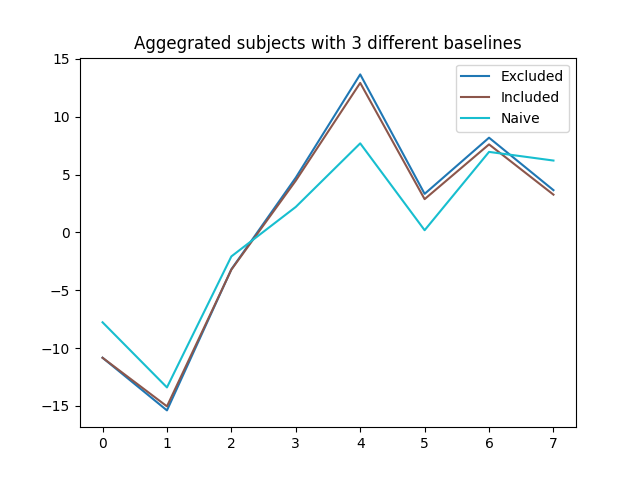 Aggegrated subjects with 3 different baselines
15
10
5
0
−5
−10
−15
Excluded
Included
Naive
0 1 2 3 4 5 6 7